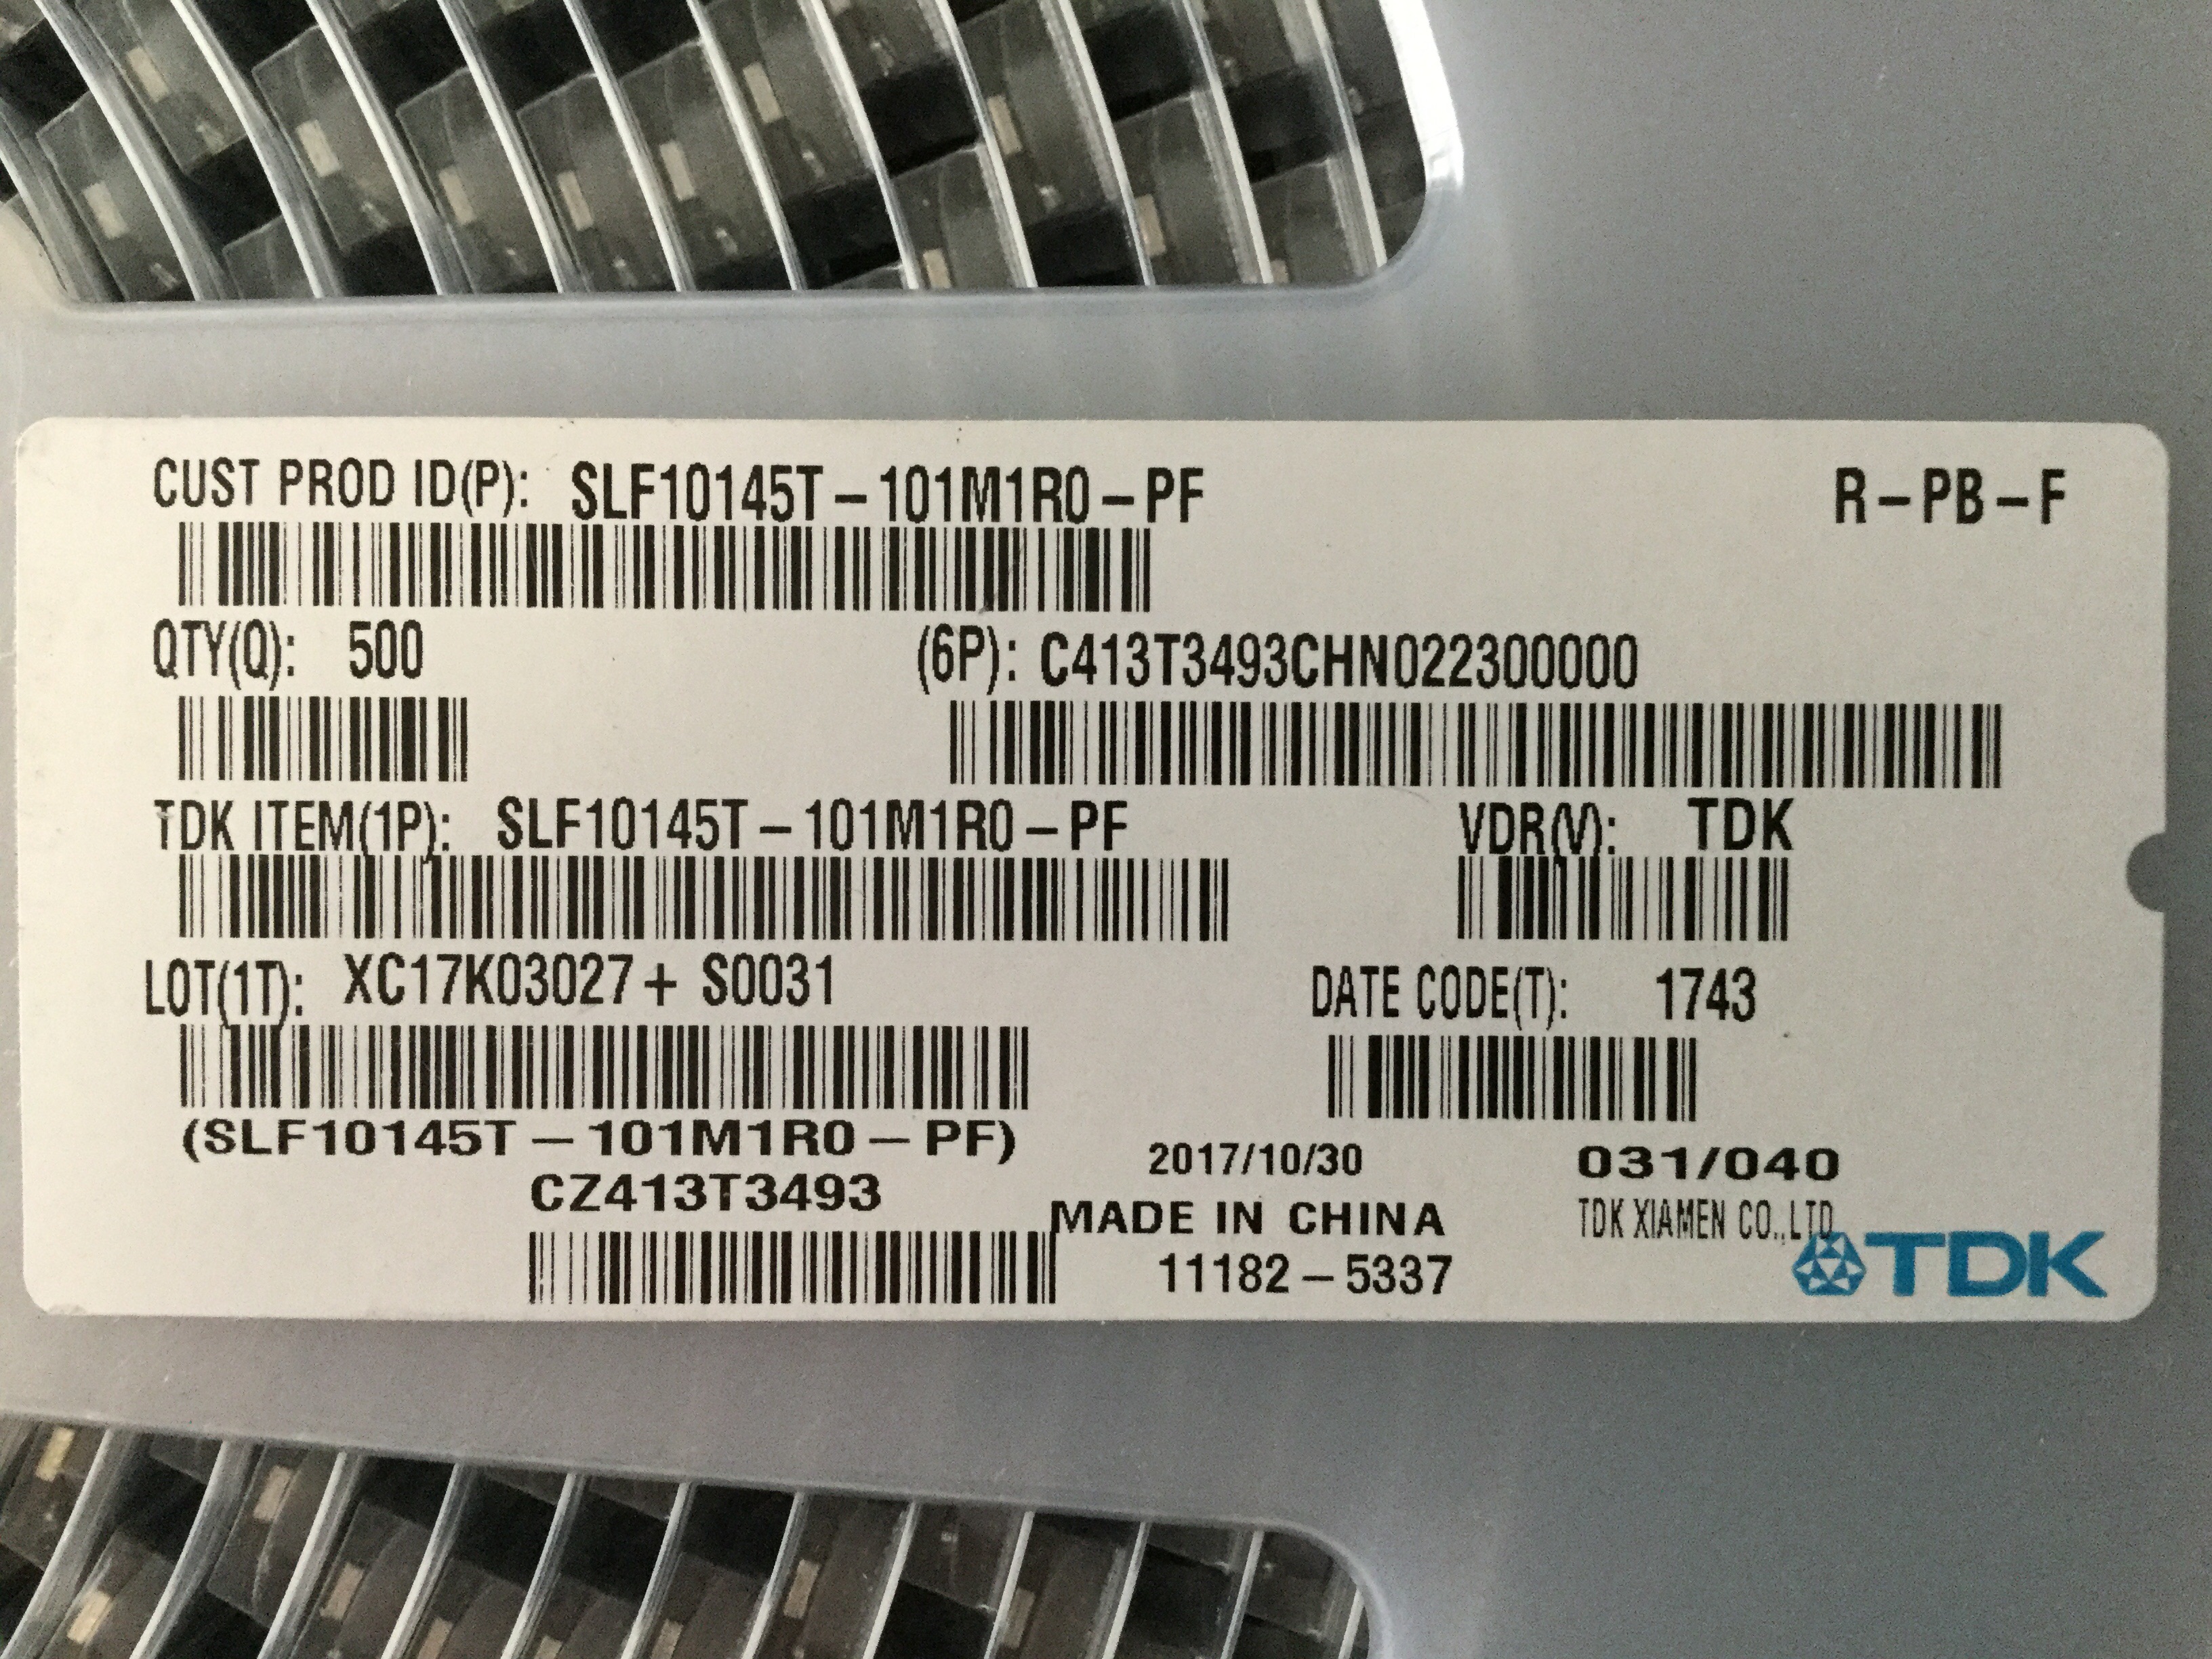 CUST PROD ID(P): SLF10145T-101M1R0-PF R-PB-F
QTY(Q): 500 (6P): C413T3493CHN022300000
TDK ITEM(1P): SLF10145T-101M1R0-PF VDR(V): TDK
LOT(1T): XC17K03027+ S0031 DATE CODE(T): 1743
(SLF10145T-101M1R0-PF) 2017/10/30 031/040
CZ413T3493 MADE IN CHINA TDK XIAMEN CO.,LTD
11182-5337 TDK